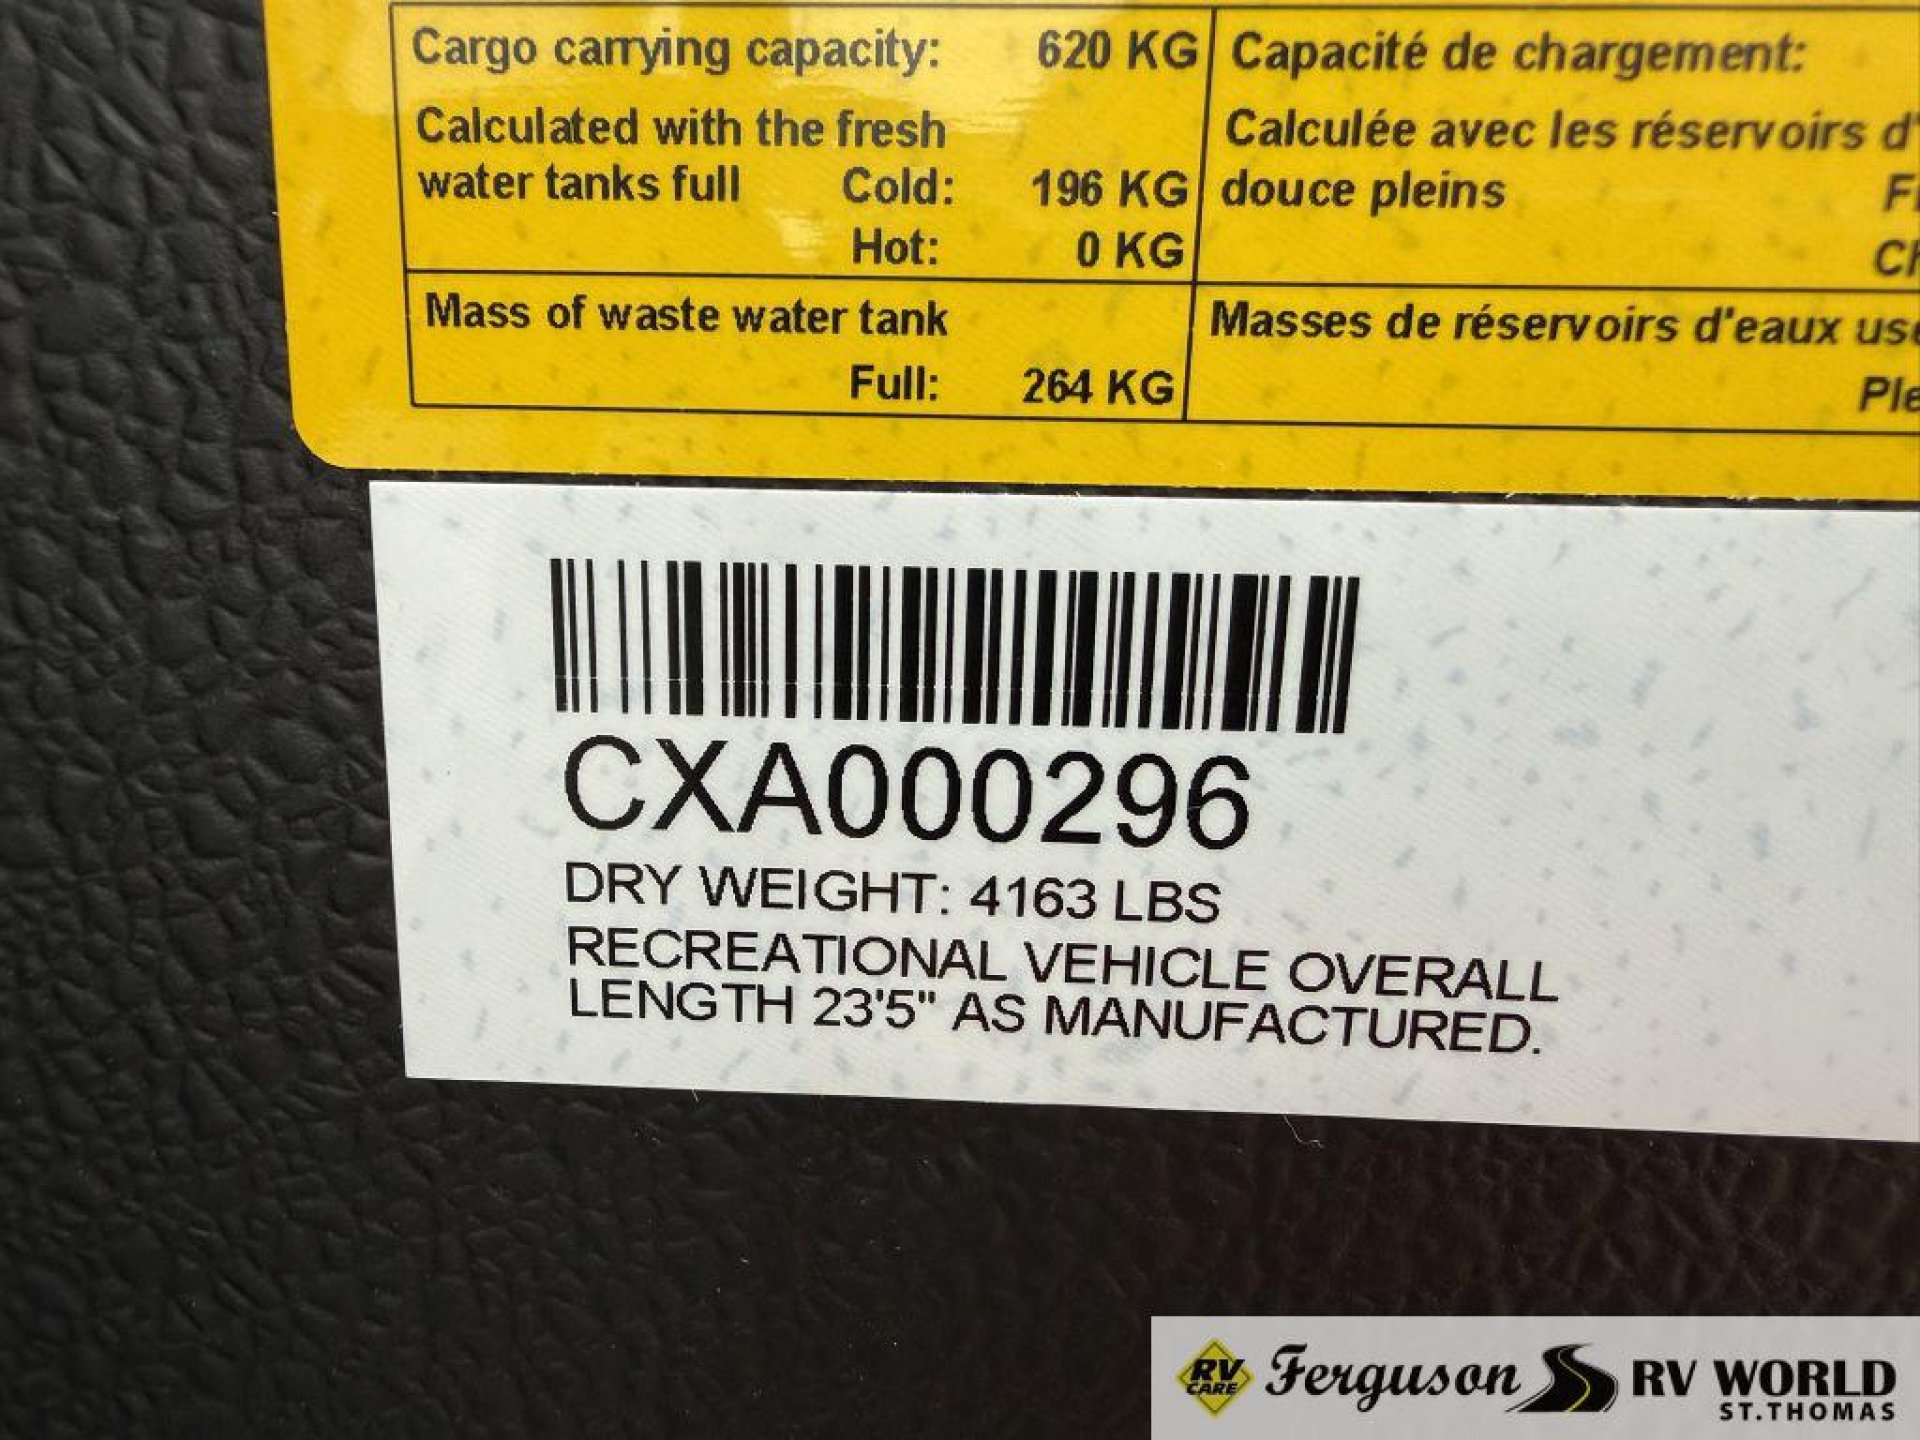 Cargo carrying capacity: 620 KG
Calculated with the fresh
water tanks full Cold: 196 KG
Hot: 0 KG
Mass of waste water tank
Full: 264 KG
Capacité de chargement:
Calculée avec les réservoirs d'
douce pleins
Masses de réservoirs d'eaux
CXA000296
DRY WEIGHT: 4163 LBS
RECREATIONAL VEHICLE OVERALL
LENGTH 23'5" AS MANUFACTURED.
RV CARE Ferguson RV WORLD
ST.THOMAS